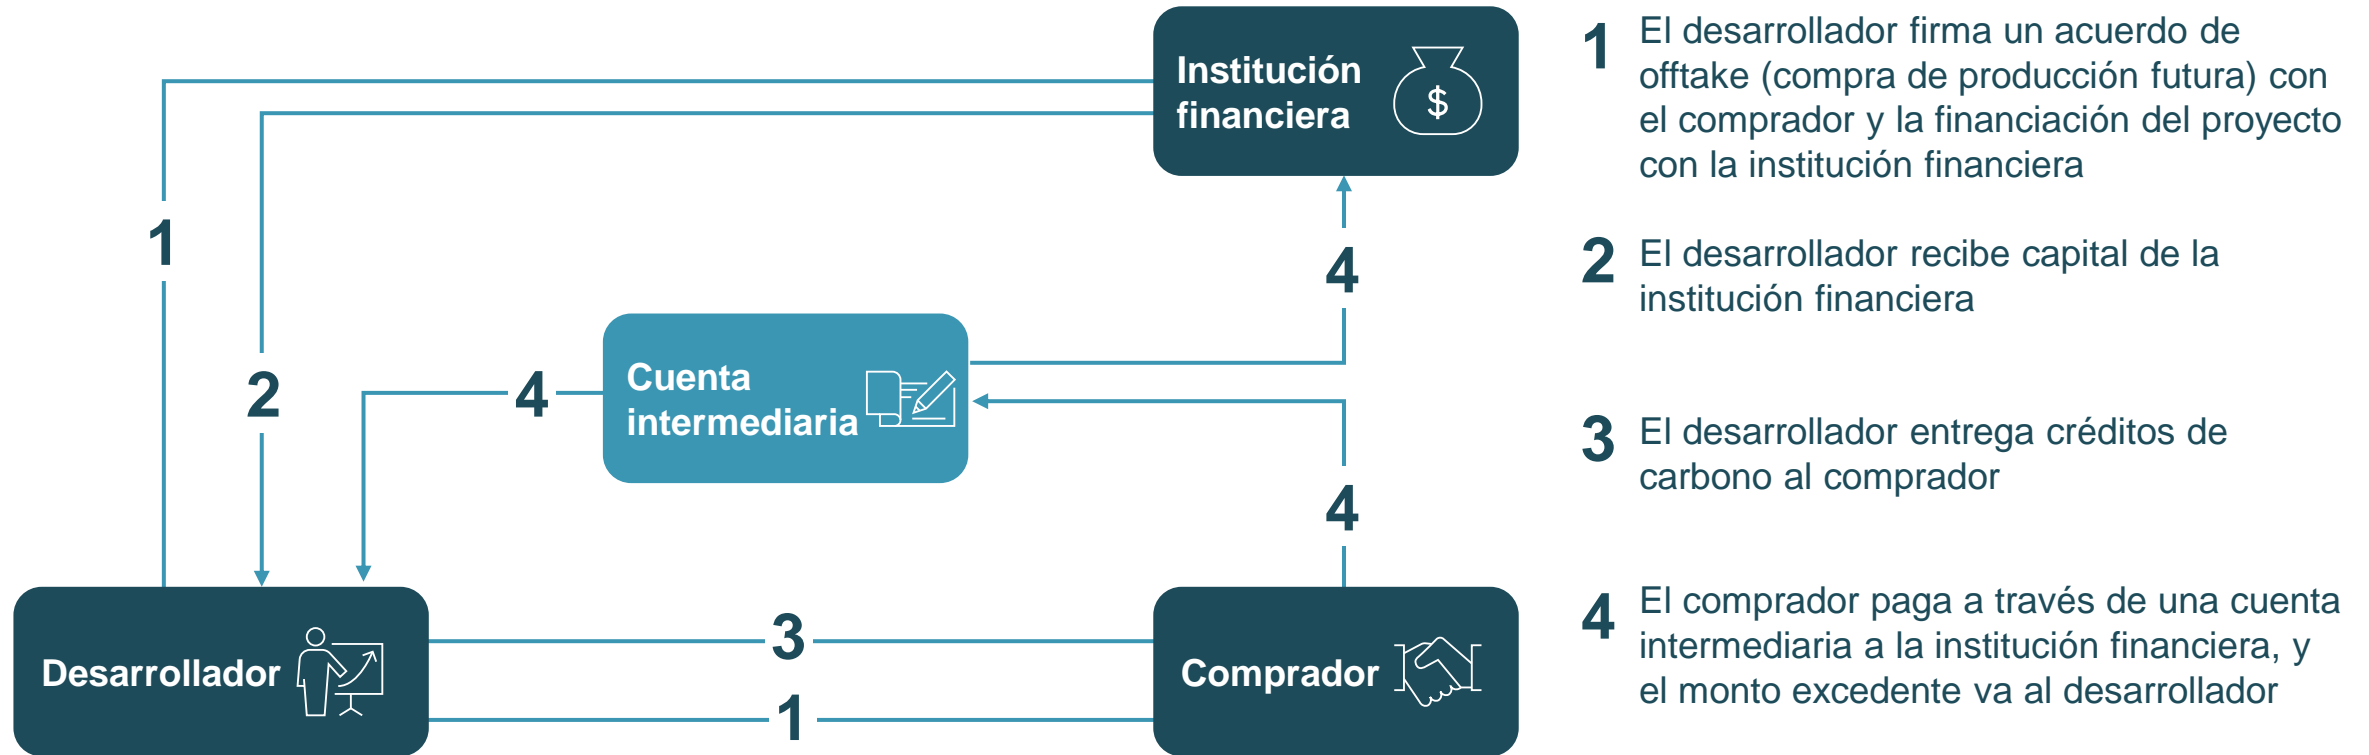 Institución
financiera
$
1
2
4
4
Cuenta
intermediaria
4
Desarrollador
3
1
Comprador
1
El desarrollador firma un acuerdo de
offtake (compra de producción futura) con
el comprador y la financiación del proyecto
con la institución financiera
2
El desarrollador recibe capital de la
institución financiera
3
El desarrollador entrega créditos de
carbono al comprador
4
El comprador paga a través de una cuenta
intermediaria a la institución financiera, y
el monto excedente va al desarrollador